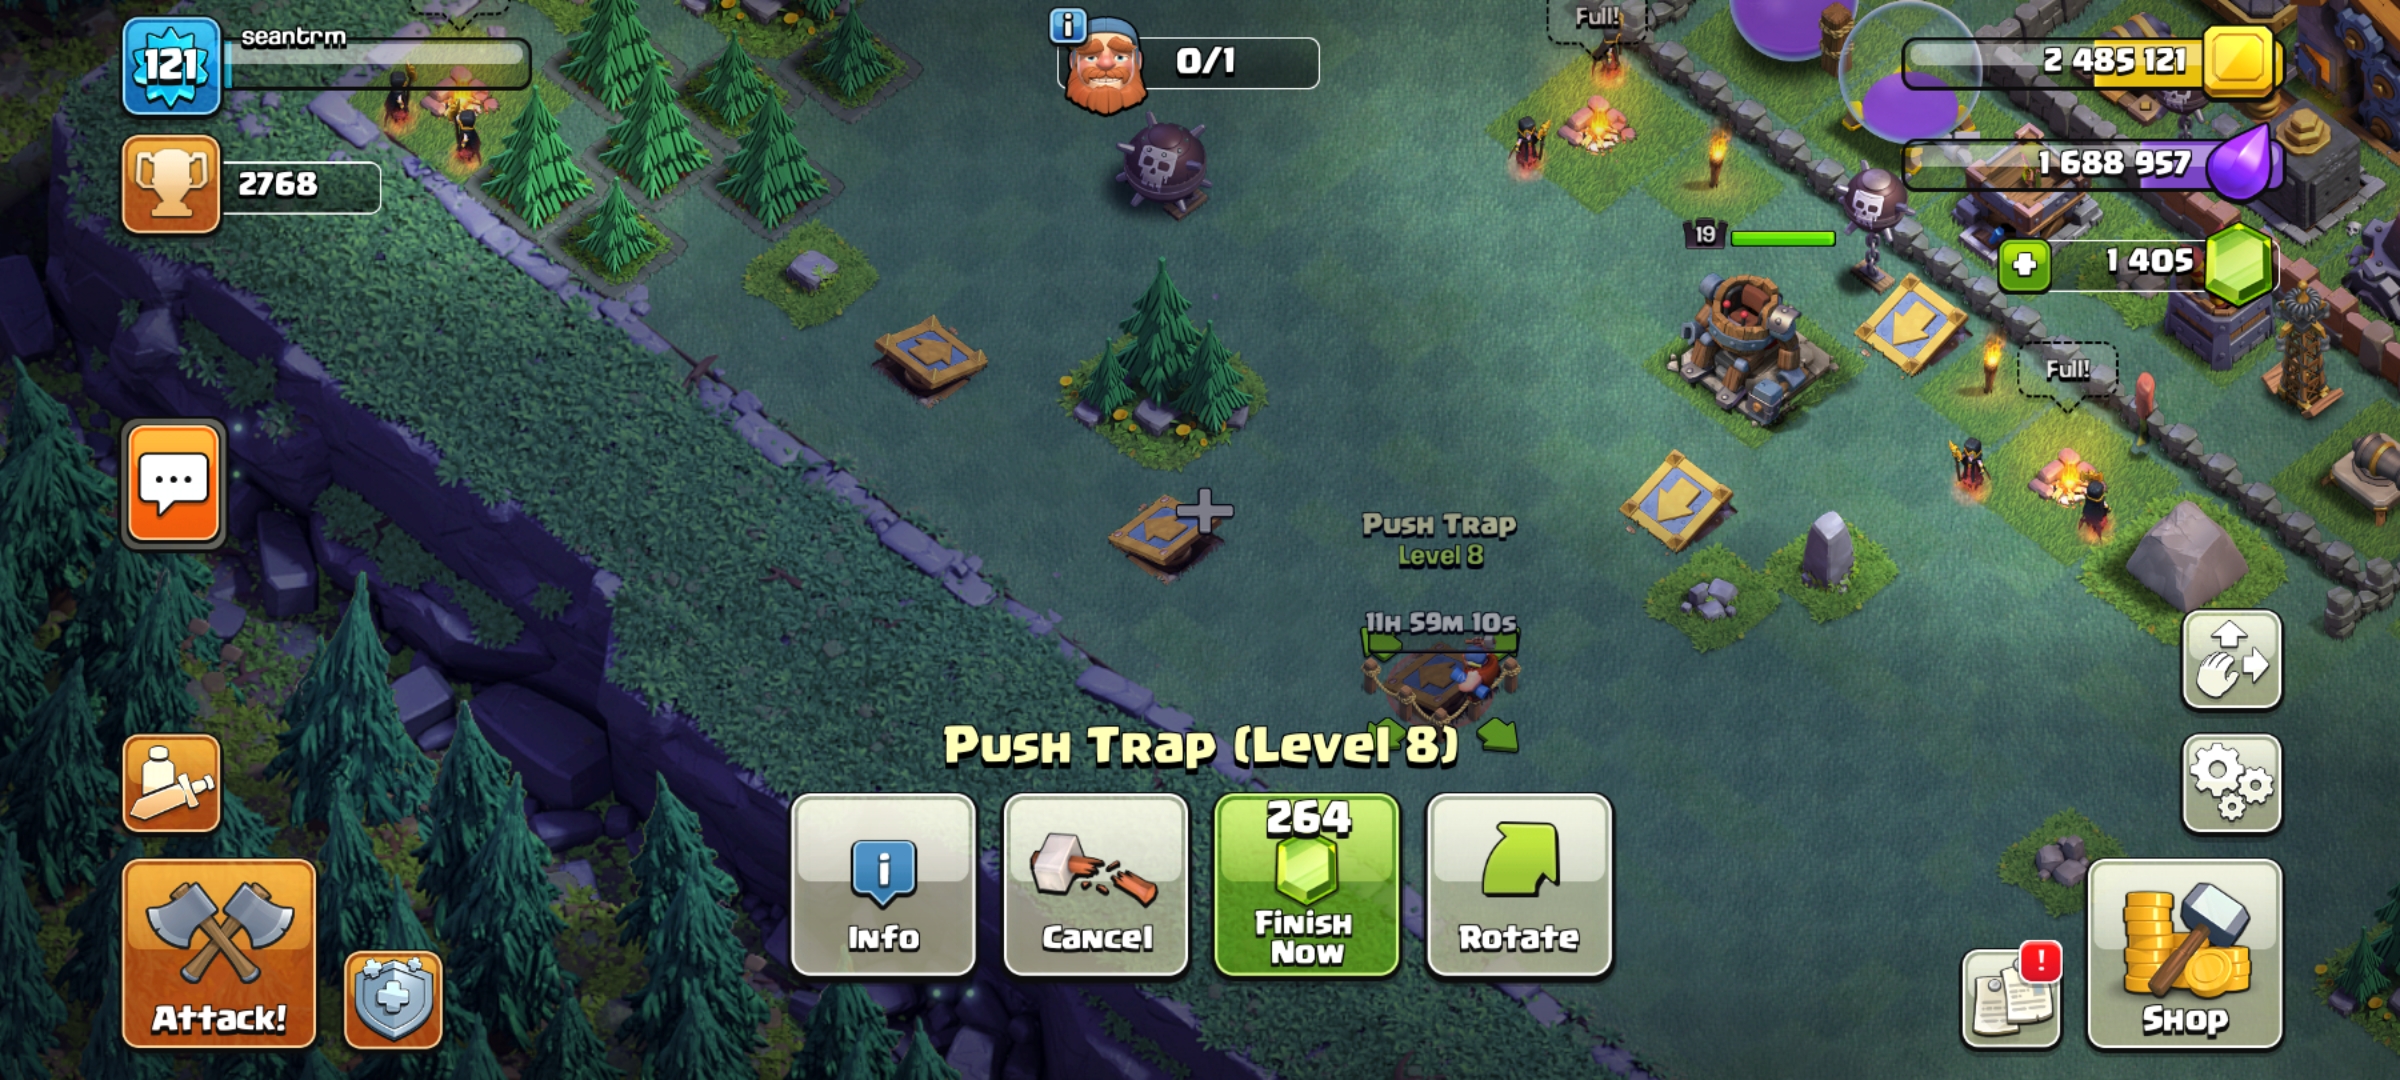 121
seantrm
0/1
Full!
2 485 121
1 688 957
2768
19
1 405
Full!
Push Trap
Level 8
11H 59M 10S
Push Trap (Level 8)
264
Info
Cancel
Finish
Now
Rotate
Attack!
!
Shop